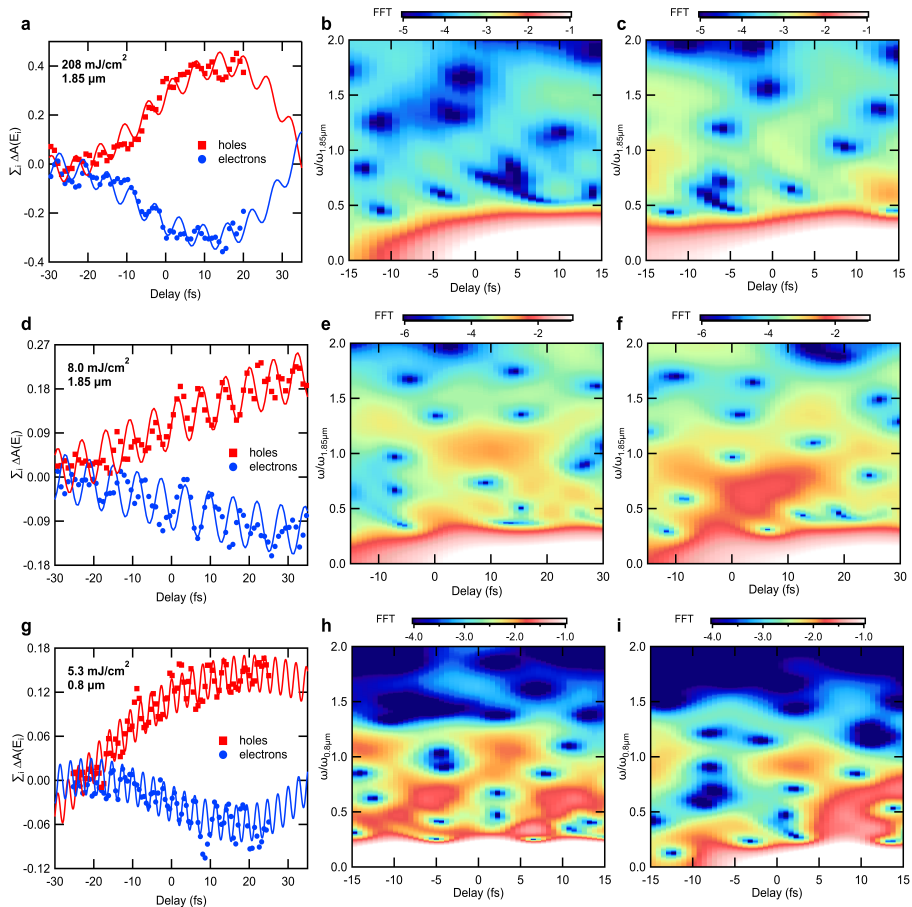 a
208 mJ/cm2
1.85 µm
holes
electrons
Σi ΔA(Ei)
0.4
0.2
0.0
-0.2
-0.4
-30 -20 -10 0 10 20 30
Delay (fs)
b
FFT
-5 -4 -3 -2 -1
ω/ω1.85µm
2.0
1.5
1.0
0.5
0.0
-15 -10 -5 0 5 10 15
Delay (fs)
c
FFT
-5 -4 -3 -2 -1
ω/ω1.85µm
2.0
1.5
1.0
0.5
0.0
-15 -10 -5 0 5 10 15
Delay (fs)
d
8.0 mJ/cm2
1.85 µm
holes
electrons
Σi ΔA(Ei)
0.27
0.18
0.09
0.00
-0.09
-0.18
-30 -20 -10 0 10 20 30
Delay (fs)
e
FFT
-6 -4 -2
ω/ω1.85µm
2.0
1.5
1.0
0.5
0.0
-10 0 10 20 30
Delay (fs)
f
FFT
-6 -4 -2
ω/ω1.85µm
2.0
1.5
1.0
0.5
0.0
-10 0 10 20 30
Delay (fs)
g
5.3 mJ/cm2
0.8 µm
holes
electrons
Σi ΔA(Ei)
0.18
0.12
0.06
0.00
-0.06
-0.12
-30 -20 -10 0 10 20 30
Delay (fs)
h
FFT
-4.0 -3.0 -2.0 -1.0
ω/ω0.8µm
2.0
1.5
1.0
0.5
0.0
-15 -10 -5 0 5 10 15
Delay (fs)
i
FFT
-4.0 -3.0 -2.0 -1.0
ω/ω0.8µm
2.0
1.5
1.0
0.5
0.0
-15 -10 -5 0 5 10 15
Delay (fs)